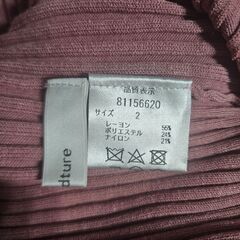 品質表示
81156620
サイズ 2
レーヨン 55%
ポリエステル 24%
ナイロン 21%
dture